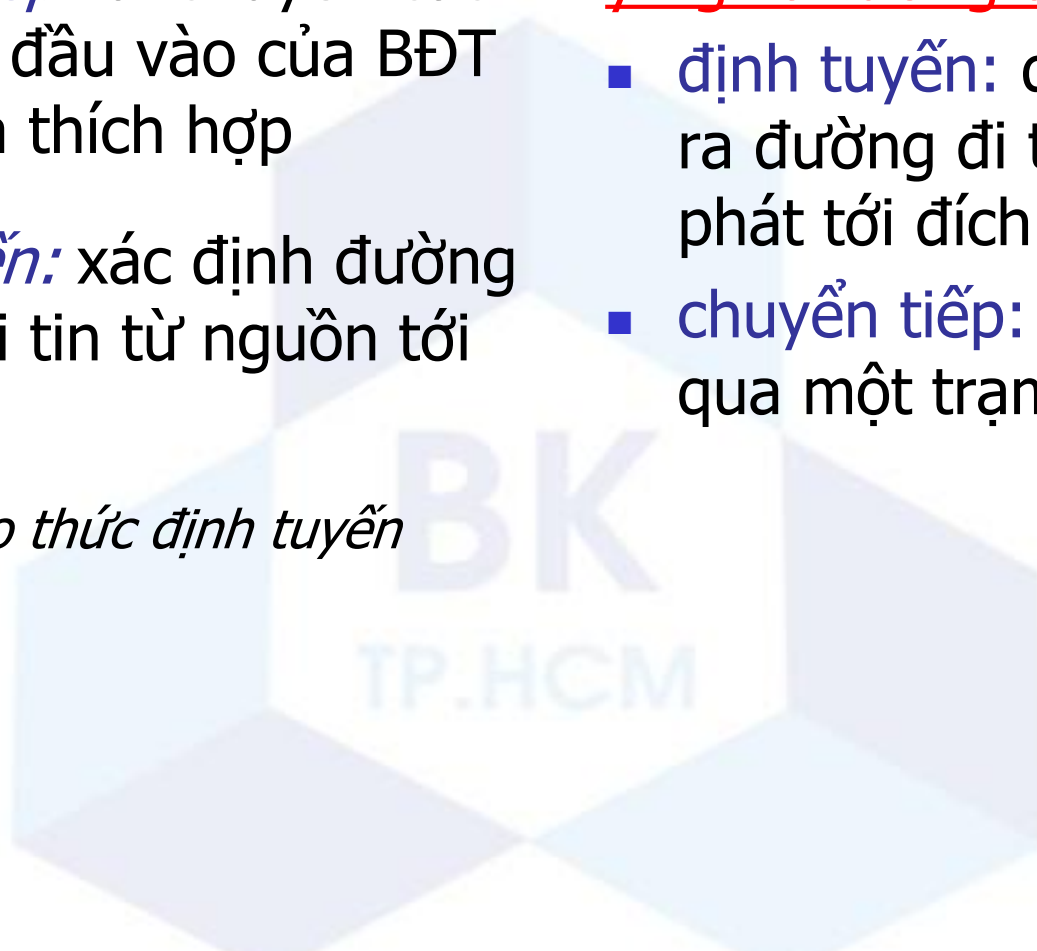 đầu vào của BĐT
thích hợp
xác định đường
tin từ nguồn tới
thức định tuyến
định tuyến:
ra đường đi
phát tới đích
chuyển tiếp:
qua một
BK
TP.HCM